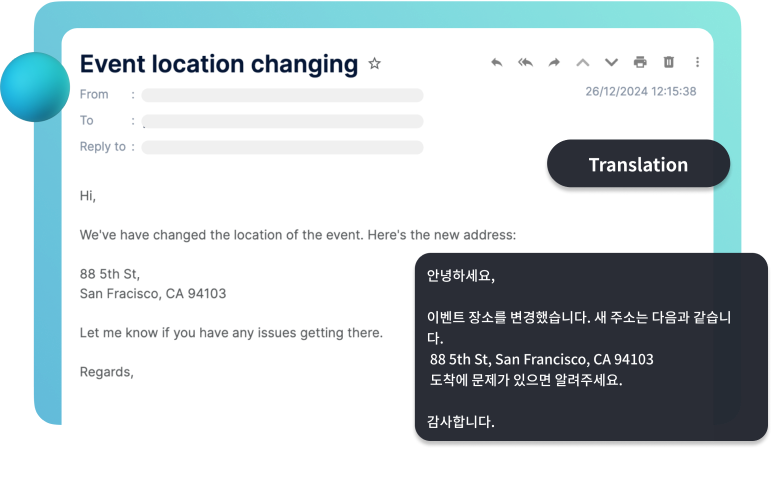 Event location changing
From :
26/12/2024 12:15:38
To :
Reply to :
Translation
Hi,
We've have changed the location of the event. Here's the new address:
88 5th St,
San Fracisco, CA 94103
Let me know if you have any issues getting there.
Regards,
안녕하세요,
이벤트 장소를 변경했습니다. 새 주소는 다음과 같습니
다.
88 5th St, San Francisco, CA 94103
도착에 문제가 있으면 알려주세요.
감사합니다.